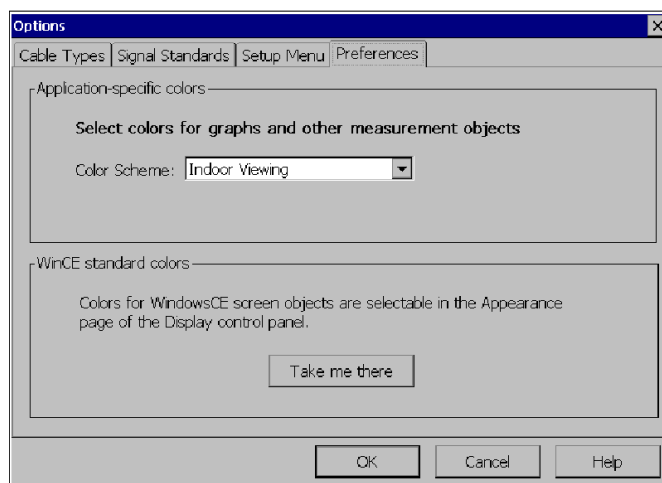 Options
Cable Types Signal Standards Setup Menu Preferences
Application-specific colors
Select colors for graphs and other measurement objects
Color Scheme: Indoor Viewing
WinCE standard colors
Colors for WindowsCE screen objects are selectable in the Appearance
page of the Display control panel.
Take me there
OK Cancel Help